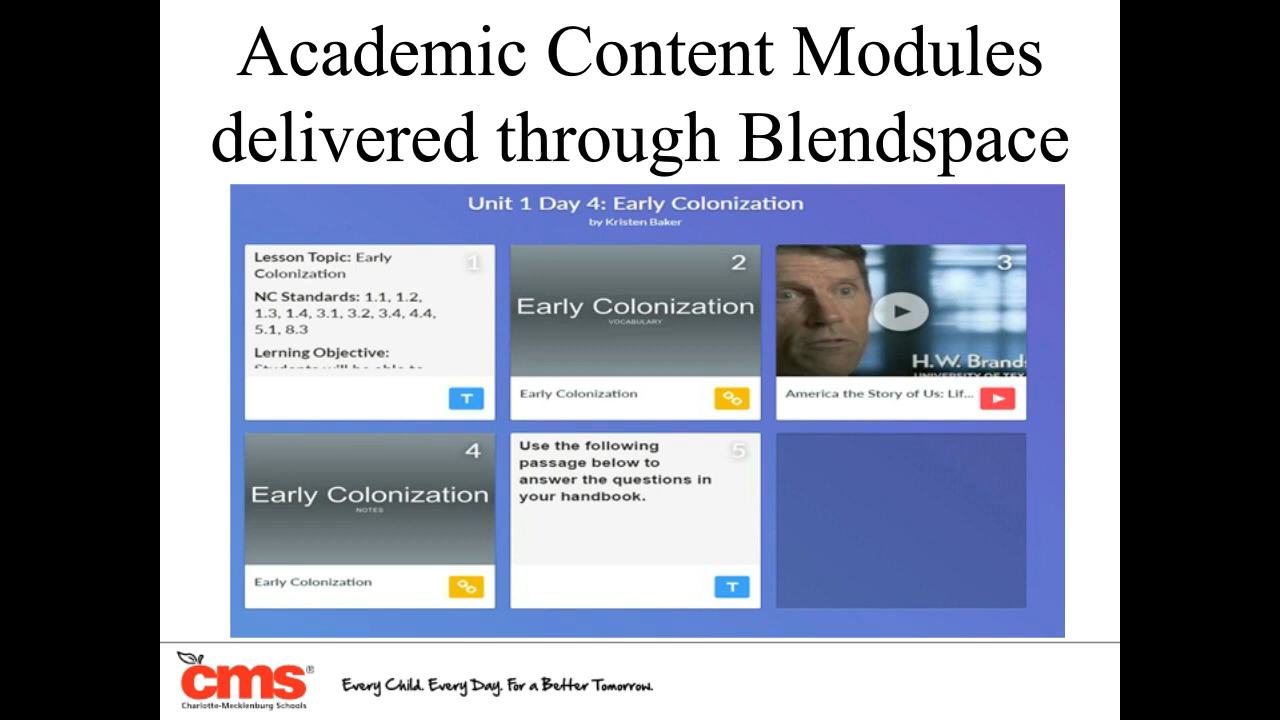 Academic Content Modules
delivered through Blendspace
Unit 1 Day 4: Early Colonization
by Kristen Baker
Lesson Topic: Early
Colonization
1
NC Standards: 1.1, 1.2,
1.3, 1.4, 3.1, 3.2, 3.4, 4.4,
5.1, 8.3
Lerning Objective:
T
2
Early Colonization
VOCABULARY
Early Colonization
3
H.W. Brands
UNIVERSITY OF TEX
America the Story of Us: Lif...
4
Early Colonization
NOTES
Early Colonization
Use the following
passage below to
answer the questions in
your handbook.
5
T
cms®
Charlotte-Mecklenburg Schools
Every Child. Every Day. For a Better Tomorrow.